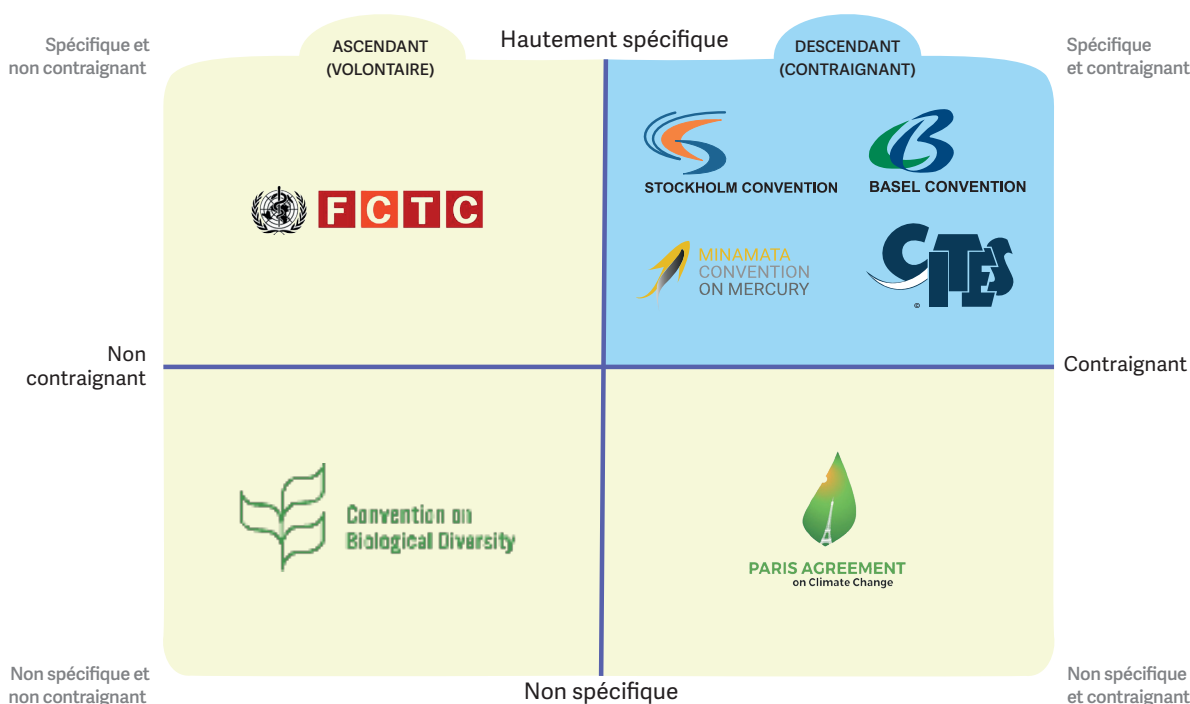 Spécifique et
non contraignant
ASCENDANT
(VOLONTAIRE)
Hautement spécifique
DESCENDANT
(CONTRAIGNANT)
Spécifique
et contraignant
STOCKHOLM CONVENTION
BASEL CONVENTION
FCTC
MINAMATA
CONVENTION
ON MERCURY
CITES
©
Non
contraignant
Contraignant
Convention on
Biological Diversity
PARIS AGREEMENT
on Climate Change
Non spécifique et
non contraignant
Non spécifique
Non spécifique
et contraignant